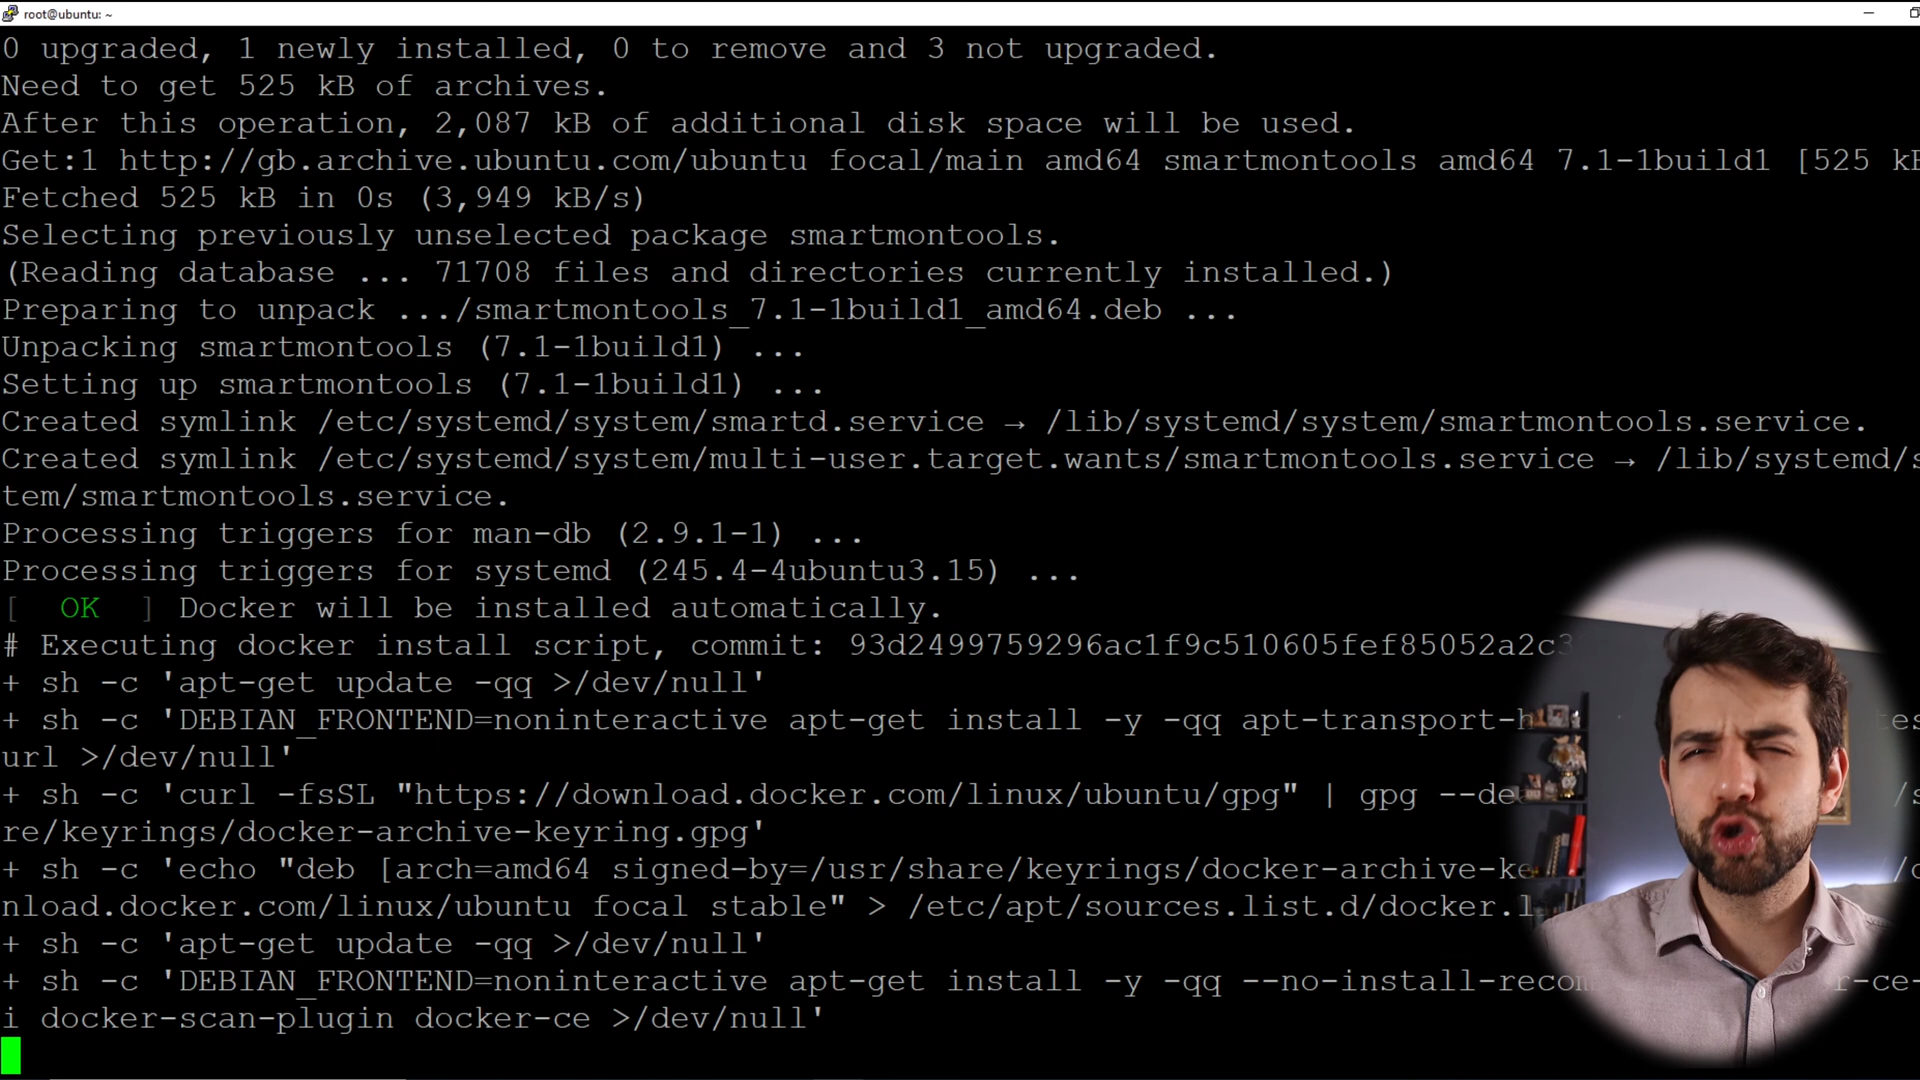 root@ubuntu: ~
0 upgraded, 1 newly installed, 0 to remove and 3 not upgraded.
Need to get 525 kB of archives.
After this operation, 2,087 kB of additional disk space will be used.
Get:1 http://gb.archive.ubuntu.com/ubuntu focal/main amd64 smartmontools amd64 7.1-1build1 [525 kB
Fetched 525 kB in 0s (3,949 kB/s)
Selecting previously unselected package smartmontools.
(Reading database ... 71708 files and directories currently installed.)
Preparing to unpack .../smartmontools_7.1-1build1_amd64.deb ...
Unpacking smartmontools (7.1-1build1) ...
Setting up smartmontools (7.1-1build1) ...
Created symlink /etc/systemd/system/smartd.service → /lib/systemd/system/smartmontools.service.
Created symlink /etc/systemd/system/multi-user.target.wants/smartmontools.service → /lib/systemd/s
tem/smartmontools.service.
Processing triggers for man-db (2.9.1-1) ...
Processing triggers for systemd (245.4-4ubuntu3.15) ...
[ OK ] Docker will be installed automatically.
# Executing docker install script, commit: 93d2499759296ac1f9c510605fef85052a2c3
+ sh -c 'apt-get update -qq >/dev/null'
+ sh -c 'DEBIAN_FRONTEND=noninteractive apt-get install -y -qq apt-transport-h tes
url >/dev/null'
+ sh -c 'curl -fsSL "https://download.docker.com/linux/ubuntu/gpg" | gpg --de /s
re/keyrings/docker-archive-keyring.gpg'
+ sh -c 'echo "deb [arch=amd64 signed-by=/usr/share/keyrings/docker-archive-ke
nload.docker.com/linux/ubuntu focal stable" > /etc/apt/sources.list.d/docker.l
+ sh -c 'apt-get update -qq >/dev/null'
+ sh -c 'DEBIAN_FRONTEND=noninteractive apt-get install -y -qq --no-install-recom r-ce-
i docker-scan-plugin docker-ce >/dev/null'